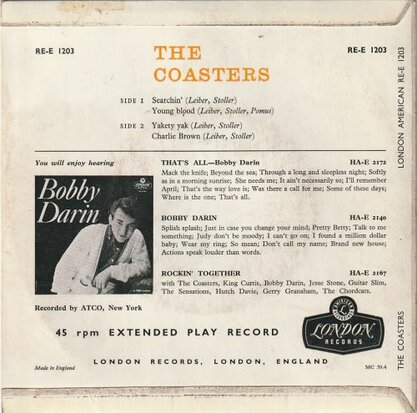 RE-E 1203
THE
COASTERS
RE-E 1203
SIDE 1 Searchin' (Leiber, Stoller)
Young blood (Leiber, Stoller, Pomus)
SIDE 2 Yakety yak (Leiber, Stoller)
Charlie Brown (Leiber, Stoller)
LONDON AMERICAN RE-E 1203
You will enjoy hearing
Bobby
Darin
LONDON
THAT'S ALL—Bobby Darin HA-E 2172
Mack the knife; Beyond the sea; Through a long and sleepless night; Softly
as in a morning sunrise; She needs me; It ain't necessarily so; I'll remember
April; That's the way love is; Was there a call for me; Some of these days;
Where is the one; That's all.
BOBBY DARIN HA-E 2140
Splish splash; Just in case you change your mind; Pretty Betty; Talk to me
something; Judy don't be moody; I can't go on; I found a million dollar
baby; Wear my ring; So mean; Don't call my name; Brand new house;
Actions speak louder than words.
ROCKIN' TOGETHER HA-E 2167
with The Coasters, King Curtis, Bobby Darin, Jesse Stone, Guitar Slim,
The Sensations, Hutch Davie, Gerry Granaham, The Chordcats.
Recorded by ATCO, New York
45 rpm EXTENDED PLAY RECORD
LONDON
RECORDS
LONDON RECORDS, LONDON, ENGLAND
Made in England
MC 59.4
THE COASTERS